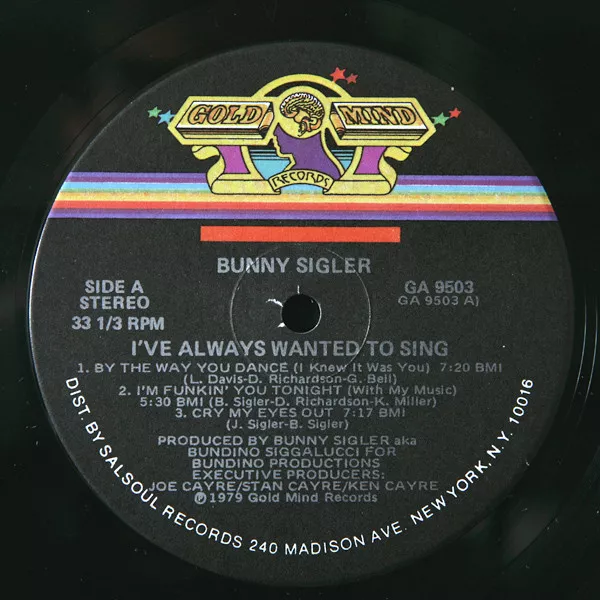 GOLD MIND
RECORDS
BUNNY SIGLER
SIDE A
STEREO
33 1/3 RPM
GA 9503
GA 9503 A)
I'VE ALWAYS WANTED TO SING
1. BY THE WAY YOU DANCE (I Knew It Was You) 7:20 BMI
(L. Davis-D. Richardson-G. Bell)
2. I'M FUNKIN' YOU TONIGHT (With My Music)
5:30 BMI (B. Sigler-D. Richardson-K. Miller)
3. CRY MY EYES OUT 7:17 BMI
(J. Sigler-B. Sigler)
PRODUCED BY BUNNY SIGLER aka
BUNDINO SIGGALUCCI FOR
BUNDINO PRODUCTIONS
EXECUTIVE PRODUCERS:
JOE CAYRE/STAN CAYRE/KEN CAYRE
℗1979 Gold Mind Records
DIST. BY SALSOUL RECORDS 240 MADISON AVE. NEW YORK, N.Y. 10016